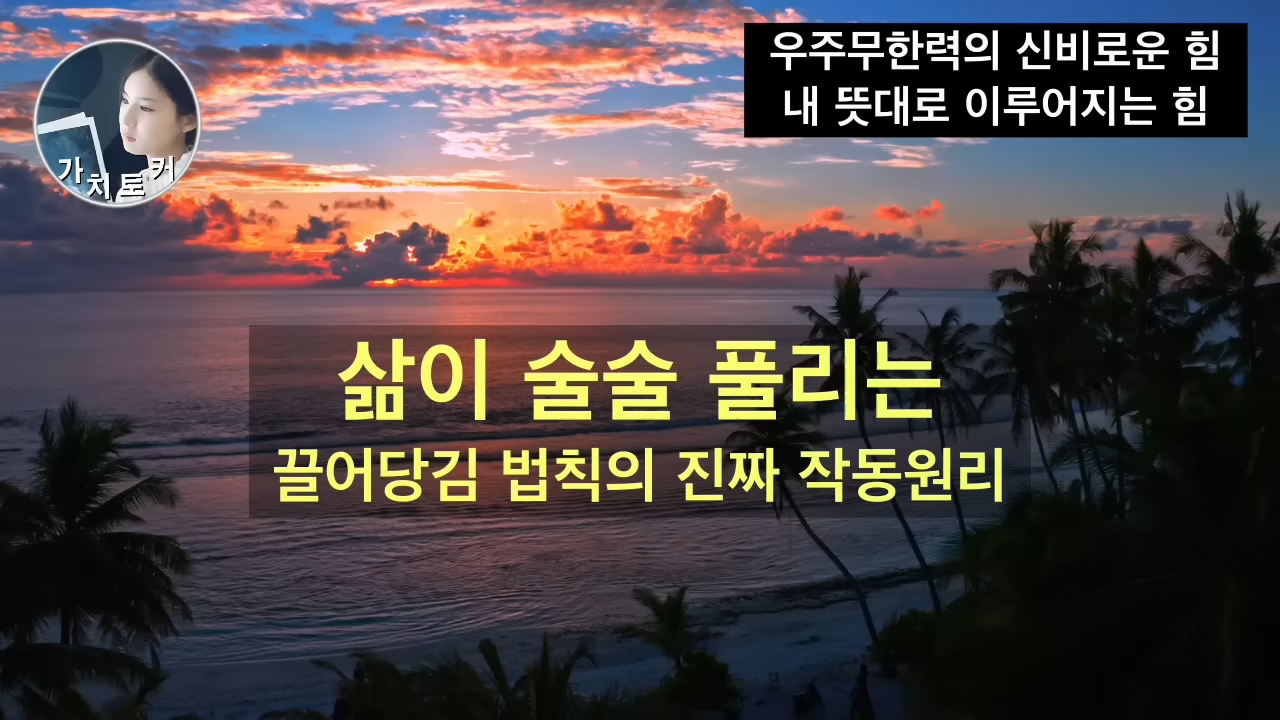 우주무한력의 신비로운 힘
내 뜻대로 이루어지는 힘
가치토커
삶이 술술 풀리는
끌어당김 법칙의 진짜 작동원리